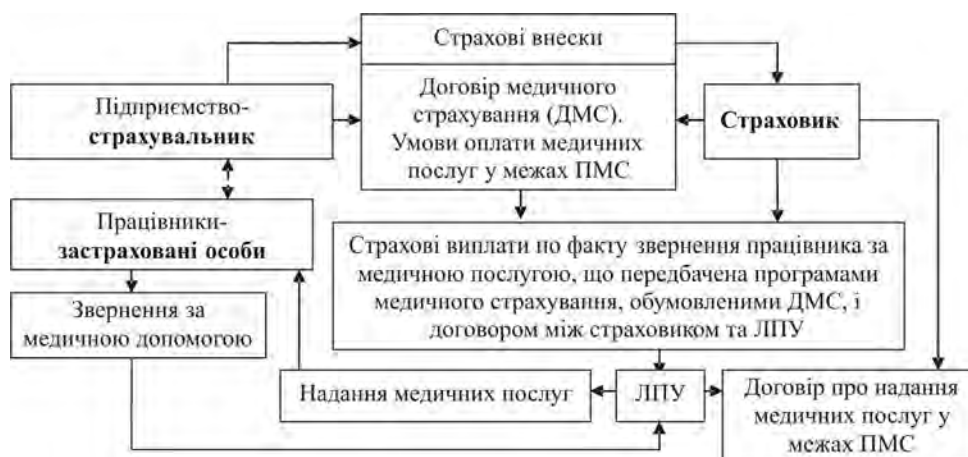 Страхові внески
Підприємство-
страхувальник
Договір медичного
страхування (ДМС).
Умови оплати медичних
послуг у межах ПМС
Страховик
Працівники-
застраховані особи
Страхові виплати по факту звернення працівника за
медичною послугою, що передбачена програмами
медичного страхування, обумовленими ДМС, і
договором між страховиком та ЛПУ
Звернення за
медичною допомогою
Надання медичних послуг
ЛПУ
Договір про надання
медичних послуг у
межах ПМС